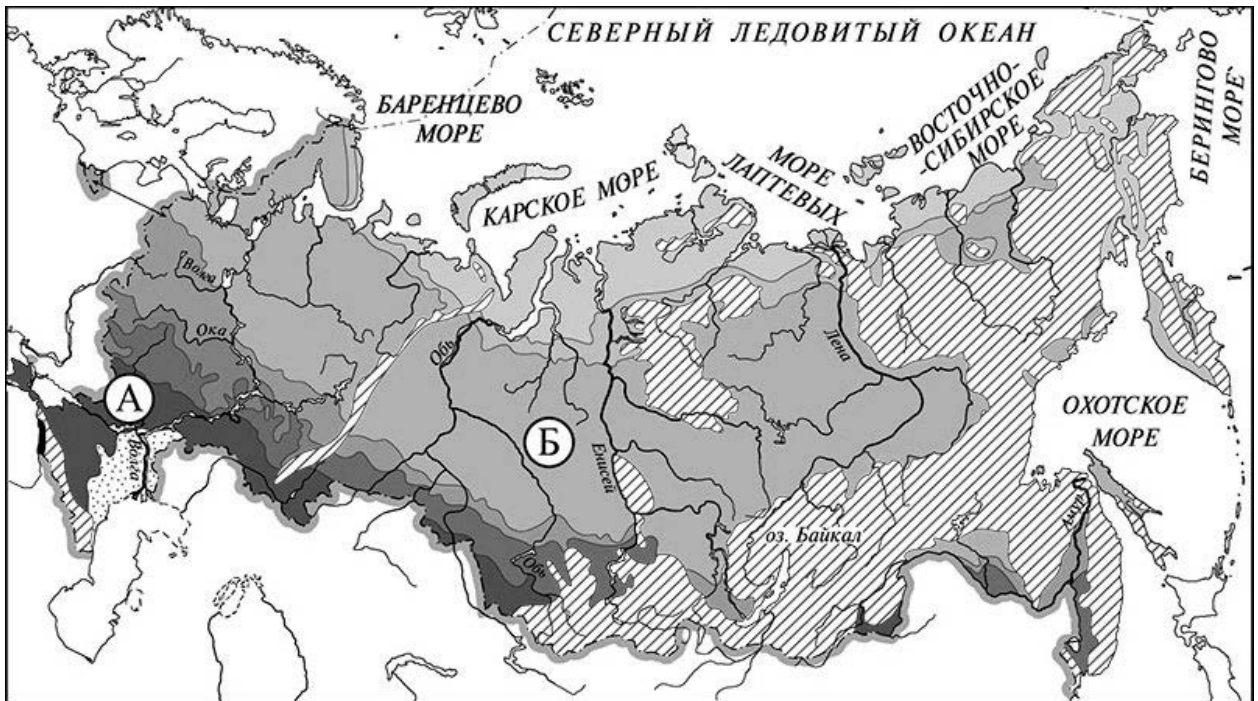 СЕВЕРНЫЙ ЛЕДОВИТЫЙ ОКЕАН
БАРЕНЦЕВО
МОРЕ
КАРСКОЕ МОРЕ
МОРЕ
ЛАПТЕВЫХ
ВОСТОЧНО-
-СИБИРСКОЕ
МОРЕ
БЕРИНГОВО
МОРЕ
Волга
Ока
Обь
Лена
А
Б
Енисей
Волга
ОХОТСКОЕ
МОРЕ
оз. Байкал
Амур
Обь